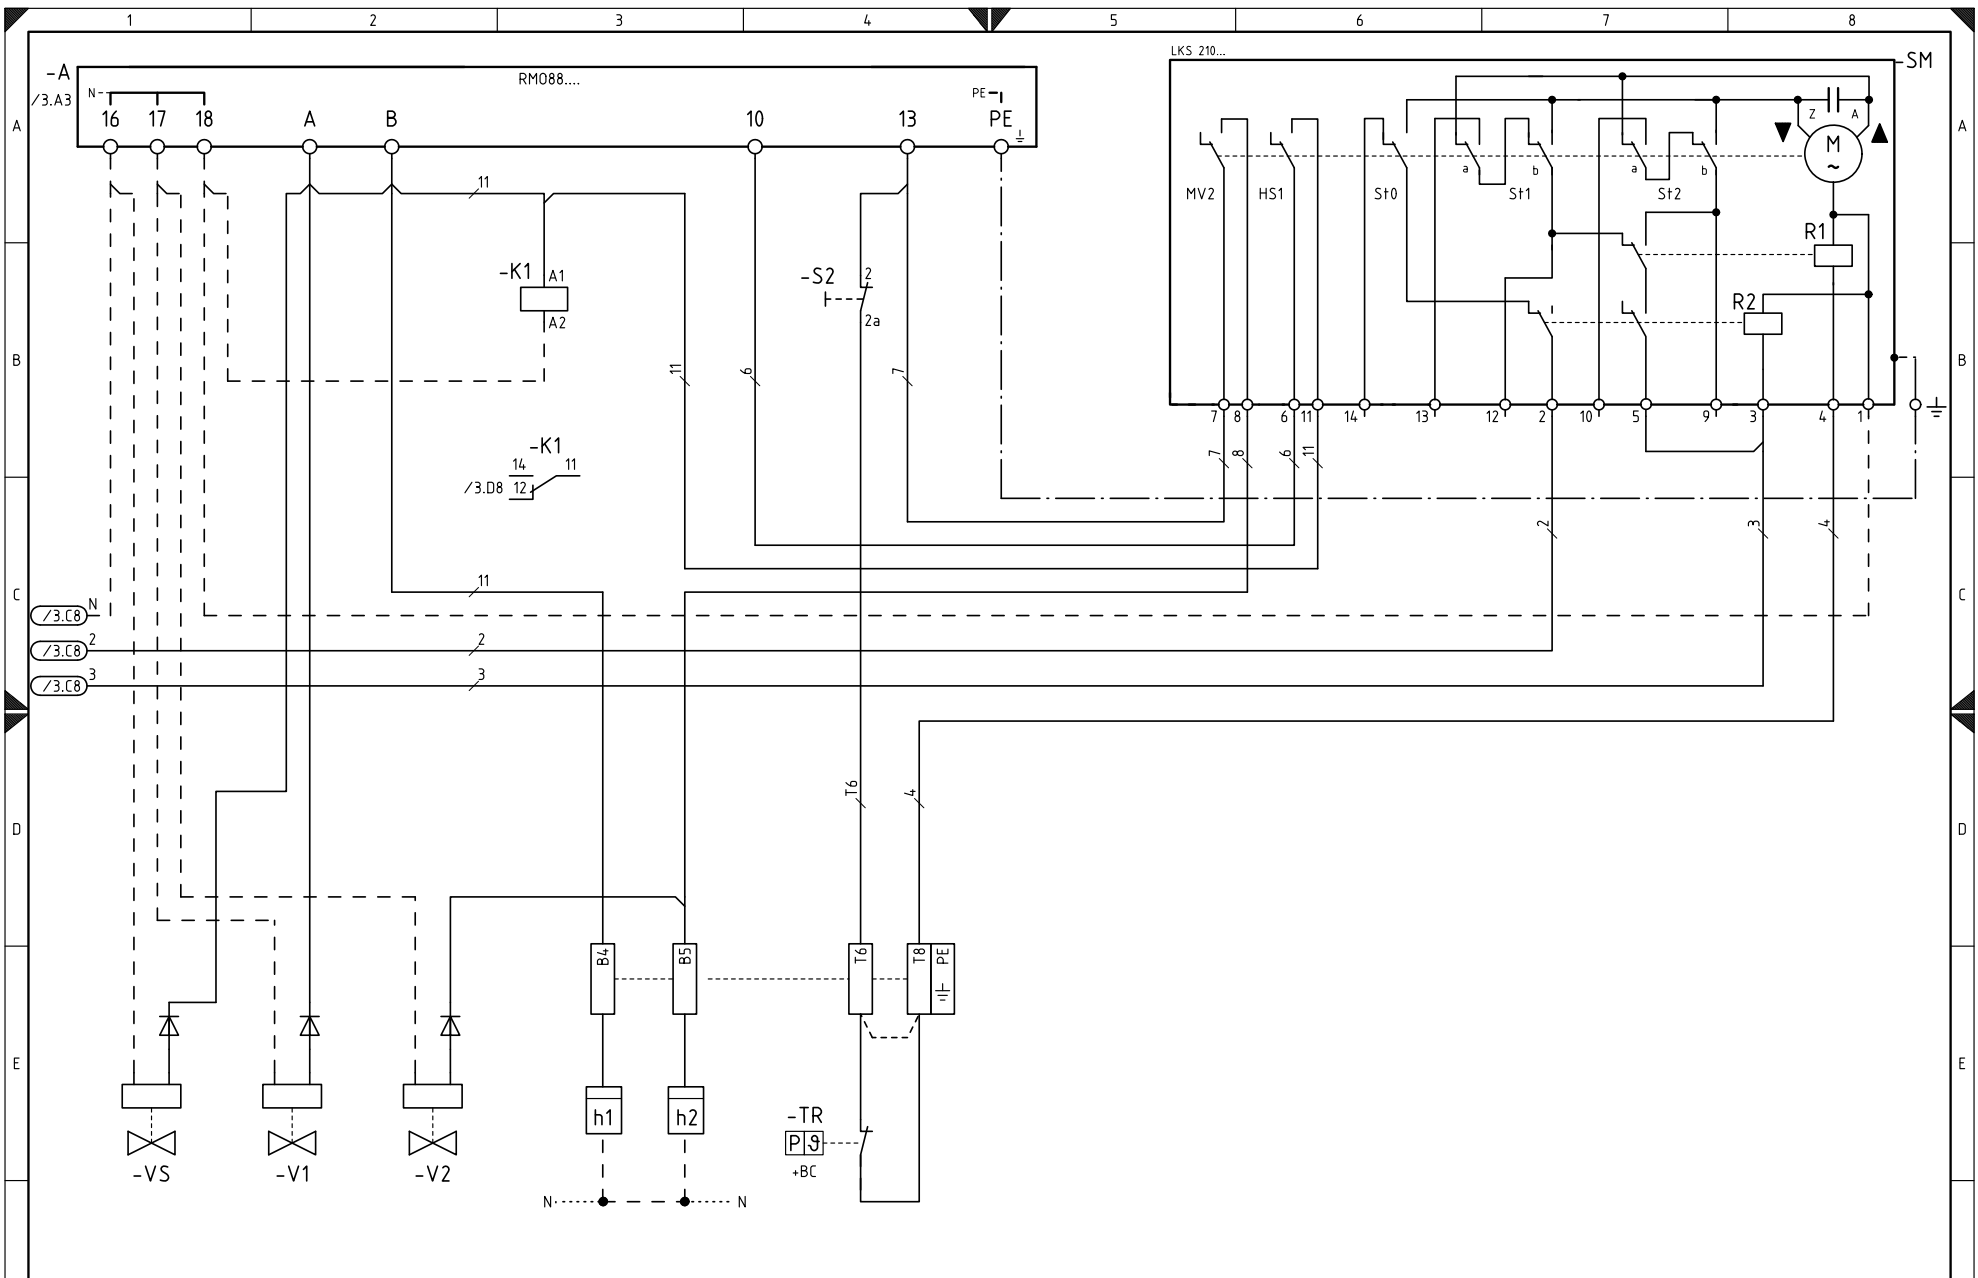 1 2 3 4 5 6 7 8
LKS 210...
-A
RMO88....
-SM
/3.A3
N
PE
16 17 18 A B 10 13 PE
Z A
A
A
M
~
a b a b
MV2 HS1 St0 St1 St2
11
R1
-K1 A1
-S2 2
R2
A2
2a
B
B
11 6 7
7 8 6 11 14 13 12 2 10 5 9 3 4 1
-K1
14 11
/3.D8 12
7 8 6 11
2 3 4
C
C
11
/3.C8 N
/3.C8 2
2
/3.C8 3
3
T6 4
D
D
B4 B5 T6 T8 PE
E
E
h1 h2
-TR
P ϑ
+BC
-VS -V1 -V2
N N